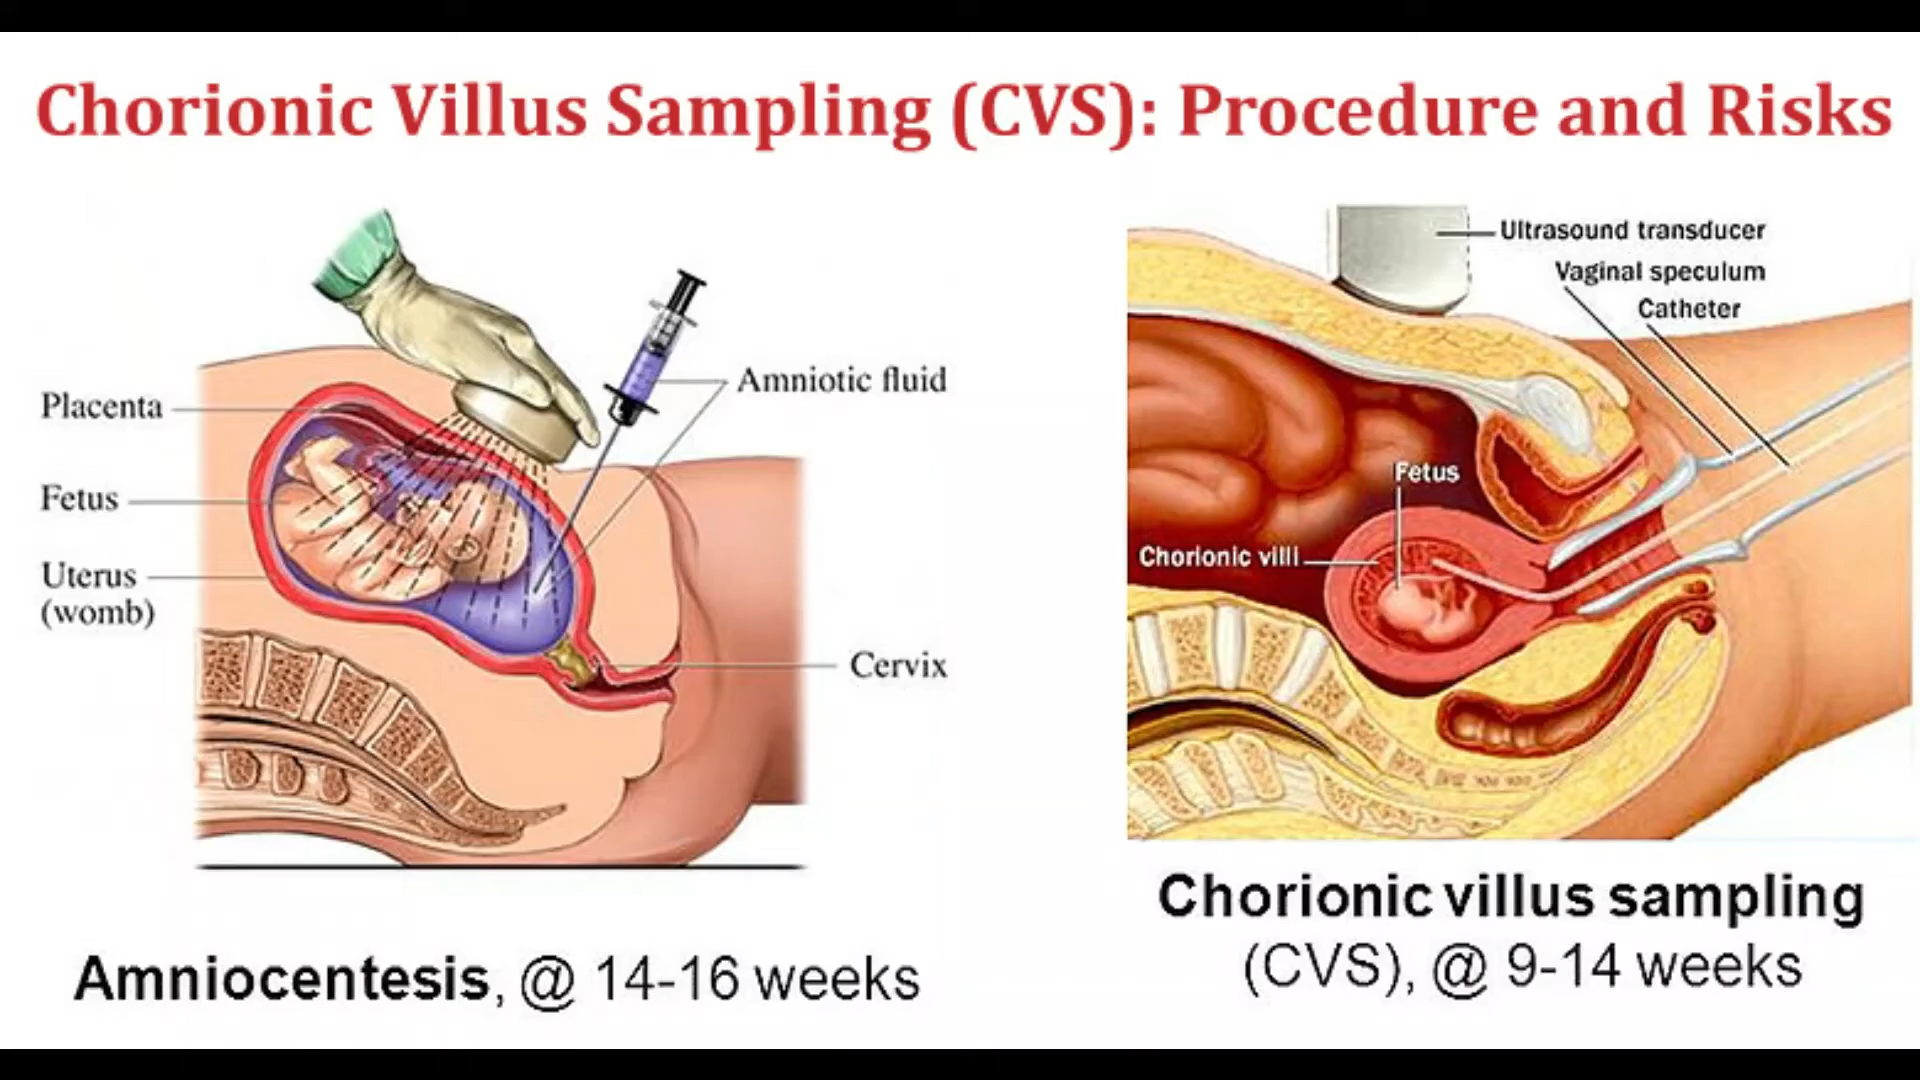 Chorionic Villus Sampling (CVS): Procedure and Risks
Placenta
Fetus
Uterus
(womb)
Amniotic fluid
Cervix
Amniocentesis, @ 14-16 weeks
Ultrasound transducer
Vaginal speculum
Catheter
Fetus
Chorionic villi
Chorionic villus sampling
(CVS), @ 9-14 weeks